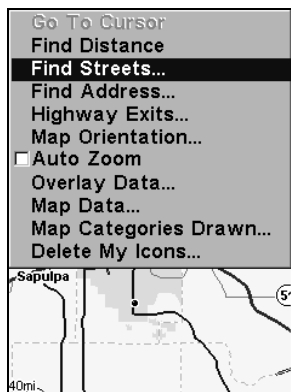 Go To Cursor
Find Distance
Find Streets...
Find Address...
Highway Exits...
Map Orientation...
Auto Zoom
Overlay Data...
Map Data...
Map Categories Drawn...
Delete My Icons...
Sapulpa
40mi